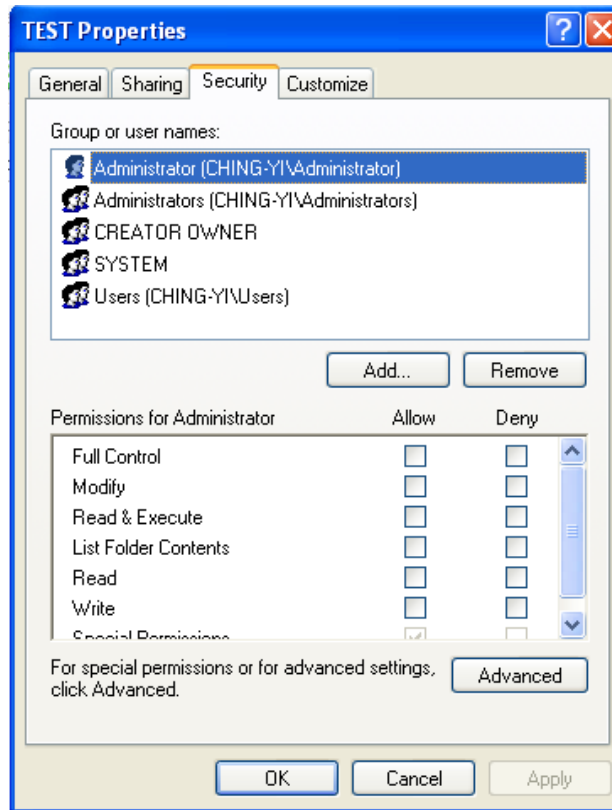 TEST Properties
General Sharing Security Customize
Group or user names:
Administrator (CHING-YI\Administrator)
Administrators (CHING-YI\Administrators)
CREATOR OWNER
SYSTEM
Users (CHING-YI\Users)
Add... Remove
Permissions for Administrator Allow Deny
Full Control
Modify
Read & Execute
List Folder Contents
Read
Write
Special Permissions
For special permissions or for advanced settings,
click Advanced. Advanced
OK Cancel Apply